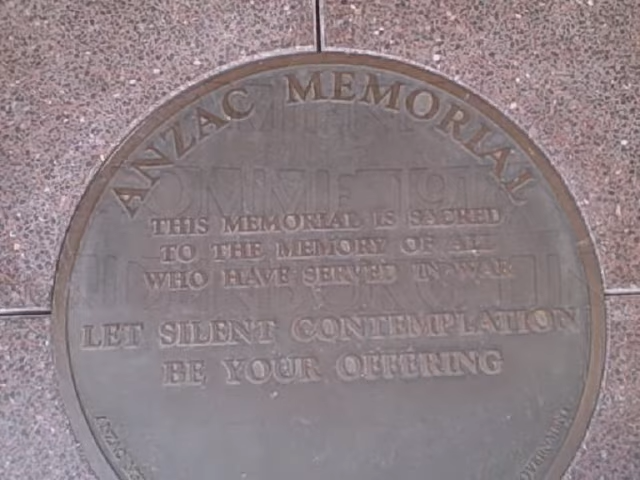 ANZAC MEMORIAL
THIS MEMORIAL IS SACRED
TO THE MEMORY OF ALL
WHO HAVE SERVED IN WAR
LET SILENT CONTEMPLATION
BE YOUR OFFERING